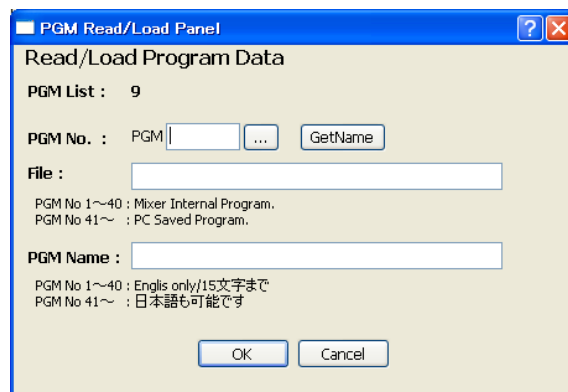 PGM Read/Load Panel
Read/Load Program Data
PGM List : 9
PGM No. : PGM ... GetName
File :
PGM No 1～40 : Mixer Internal Program.
PGM No 41～ : PC Saved Program.
PGM Name :
PGM No 1～40 : Englis only/15文字まで
PGM No 41～ : 日本語も可能です
OK Cancel